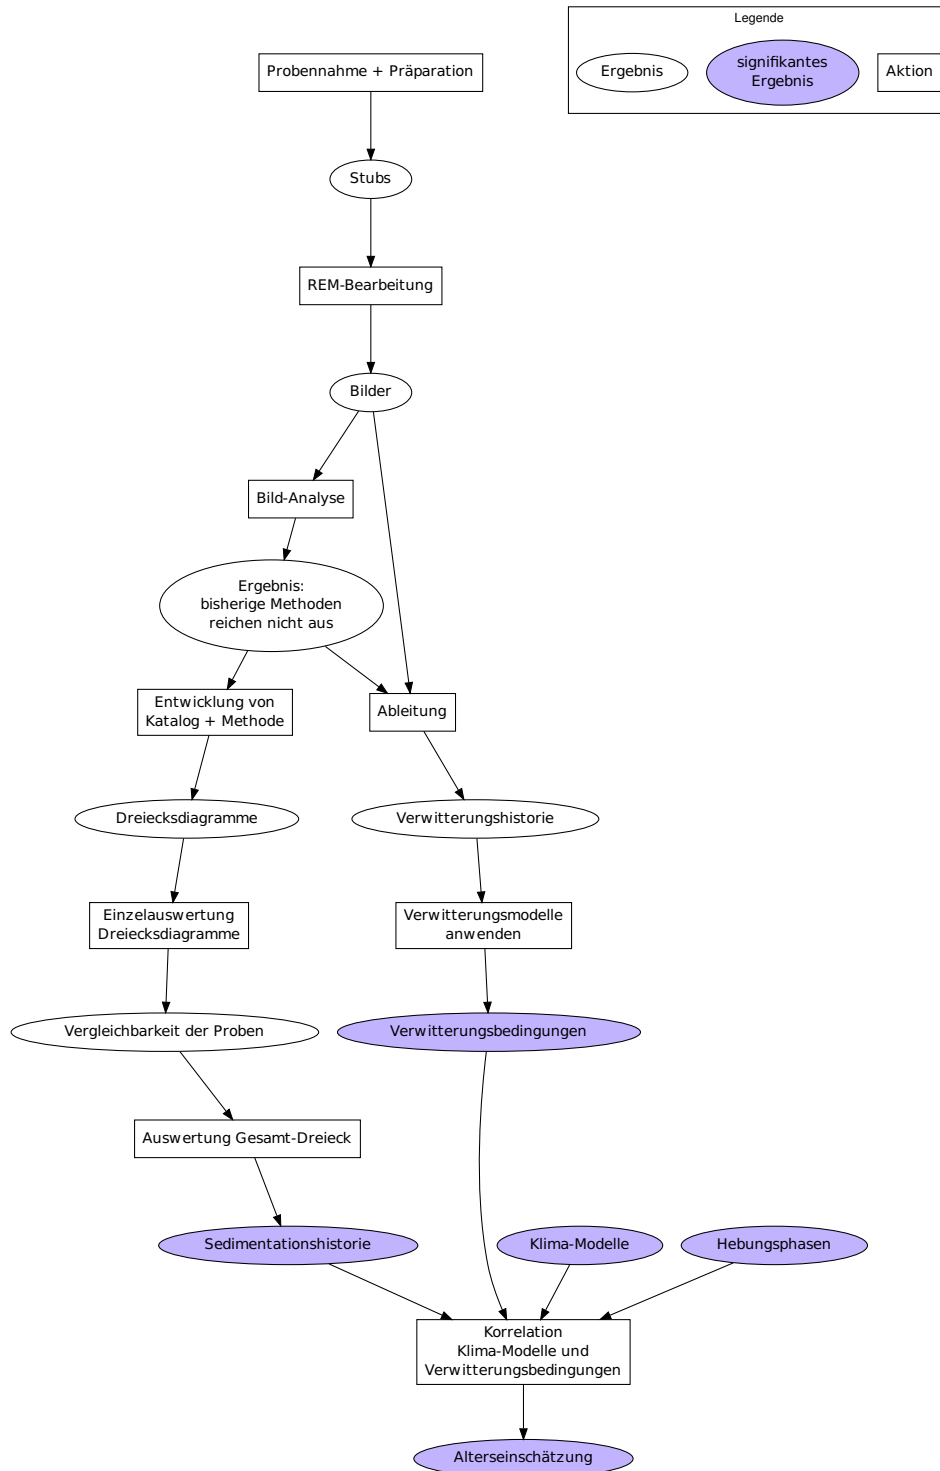 Legende
Ergebnis
signifikantes
Ergebnis
Aktion
Probennahme + Präparation
Stubs
REM-Bearbeitung
Bilder
Bild-Analyse
Ergebnis:
bisherige Methoden
reichen nicht aus
Entwicklung von
Katalog + Methode
Ableitung
Dreiecksdiagramme
Verwitterungshistorie
Einzelauswertung
Dreiecksdiagramme
Verwitterungsmodelle
anwenden
Vergleichbarkeit der Proben
Verwitterungsbedingungen
Auswertung Gesamt-Dreieck
Sedimentationshistorie
Klima-Modelle
Hebungsphasen
Korrelation
Klima-Modelle und
Verwitterungsbedingungen
Alterseinschätzung